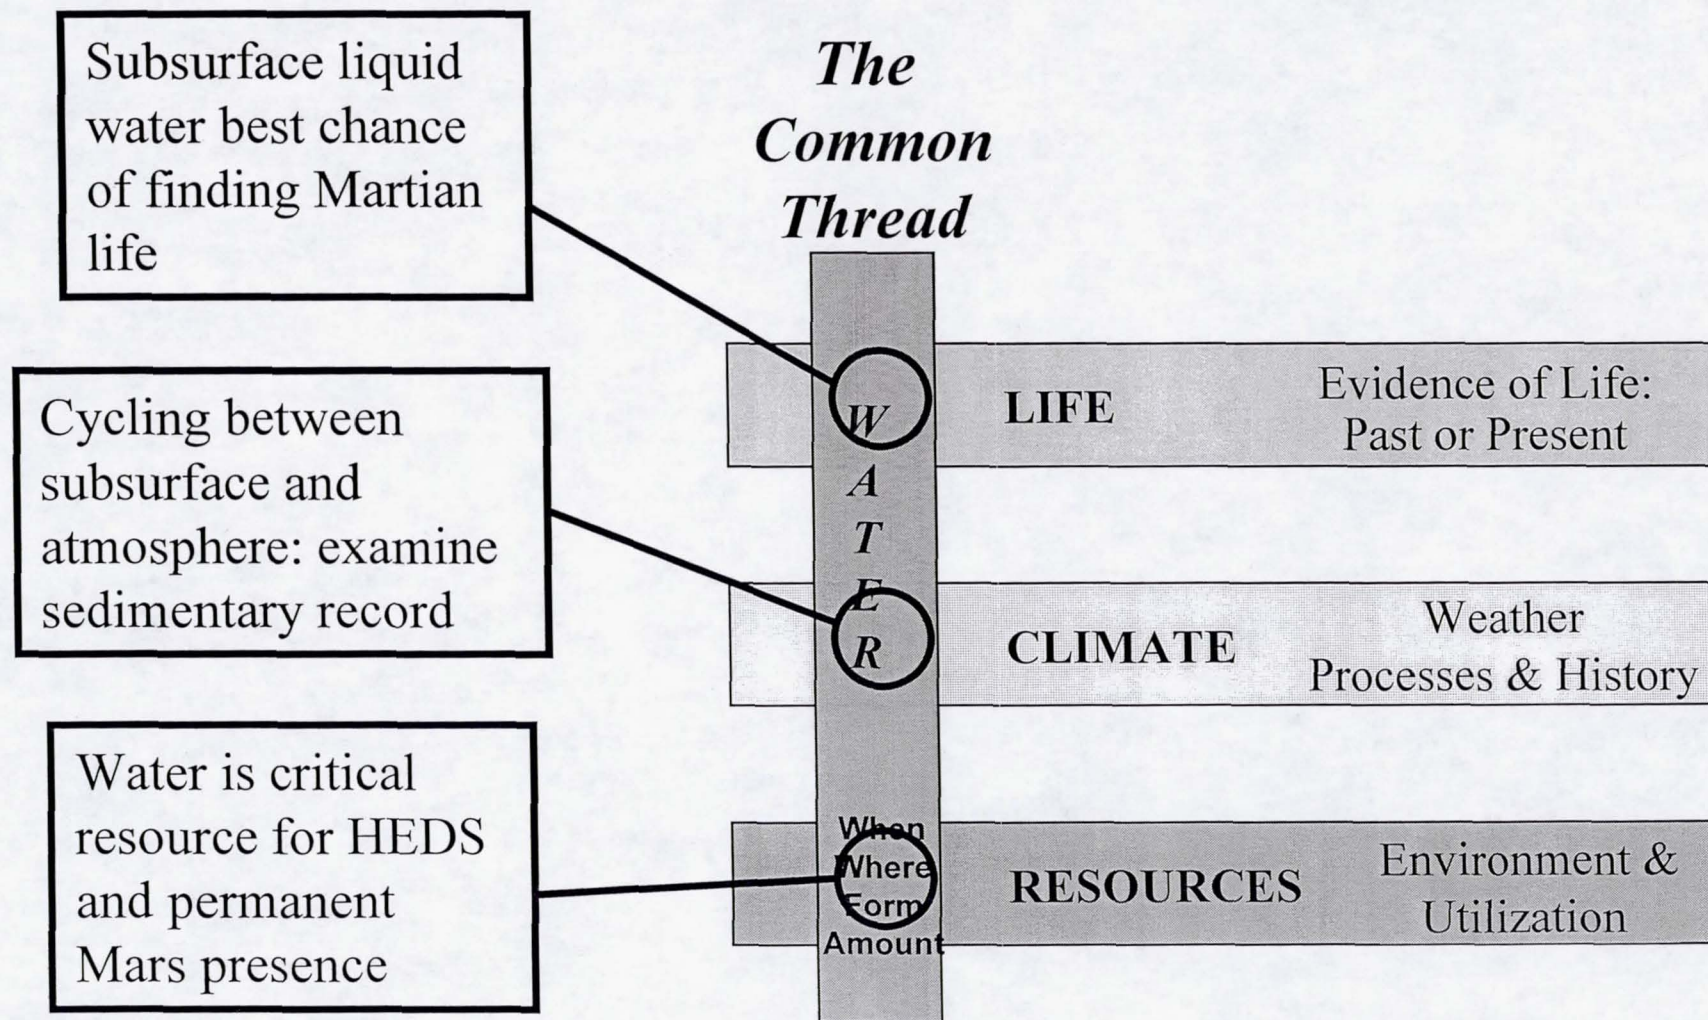 Subsurface liquid
water best chance
of finding Martian
life
Cycling between
subsurface and
atmosphere: examine
sedimentary record
Water is critical
resource for HEDS
and permanent
Mars presence
The
Common
Thread
W
A
T
E
R
When
Where
Form
Amount
LIFE
Evidence of Life:
Past or Present
CLIMATE
Weather
Processes & History
RESOURCES
Environment &
Utilization